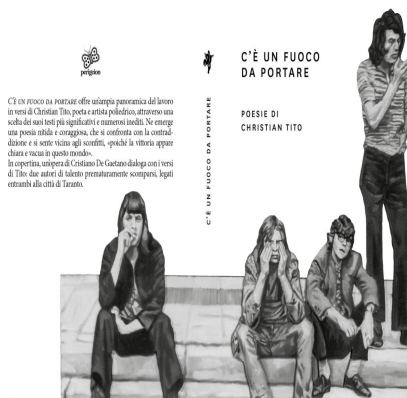 perigeion
C'È UN FUOCO DA PORTARE offre un'ampia panoramica del lavoro
in versi di Christian Tito, poeta e artista poliedrico, attraverso una
scelta dei suoi testi più significativi e numerosi inediti. Ne emerge
una poesia nitida e coraggiosa, che si confronta con la contrad-
dizione e si sente vicina agli sconfitti, «poiché la vittoria appare
chiara e vacua in questo mondo».
In copertina, un'opera di Cristiano De Gaetano dialoga con i versi
di Tito: due autori di talento prematuramente scomparsi, legati
entrambi alla città di Taranto.
C'È UN FUOCO DA PORTARE
C'È UN FUOCO
DA PORTARE
POESIE DI
CHRISTIAN TITO